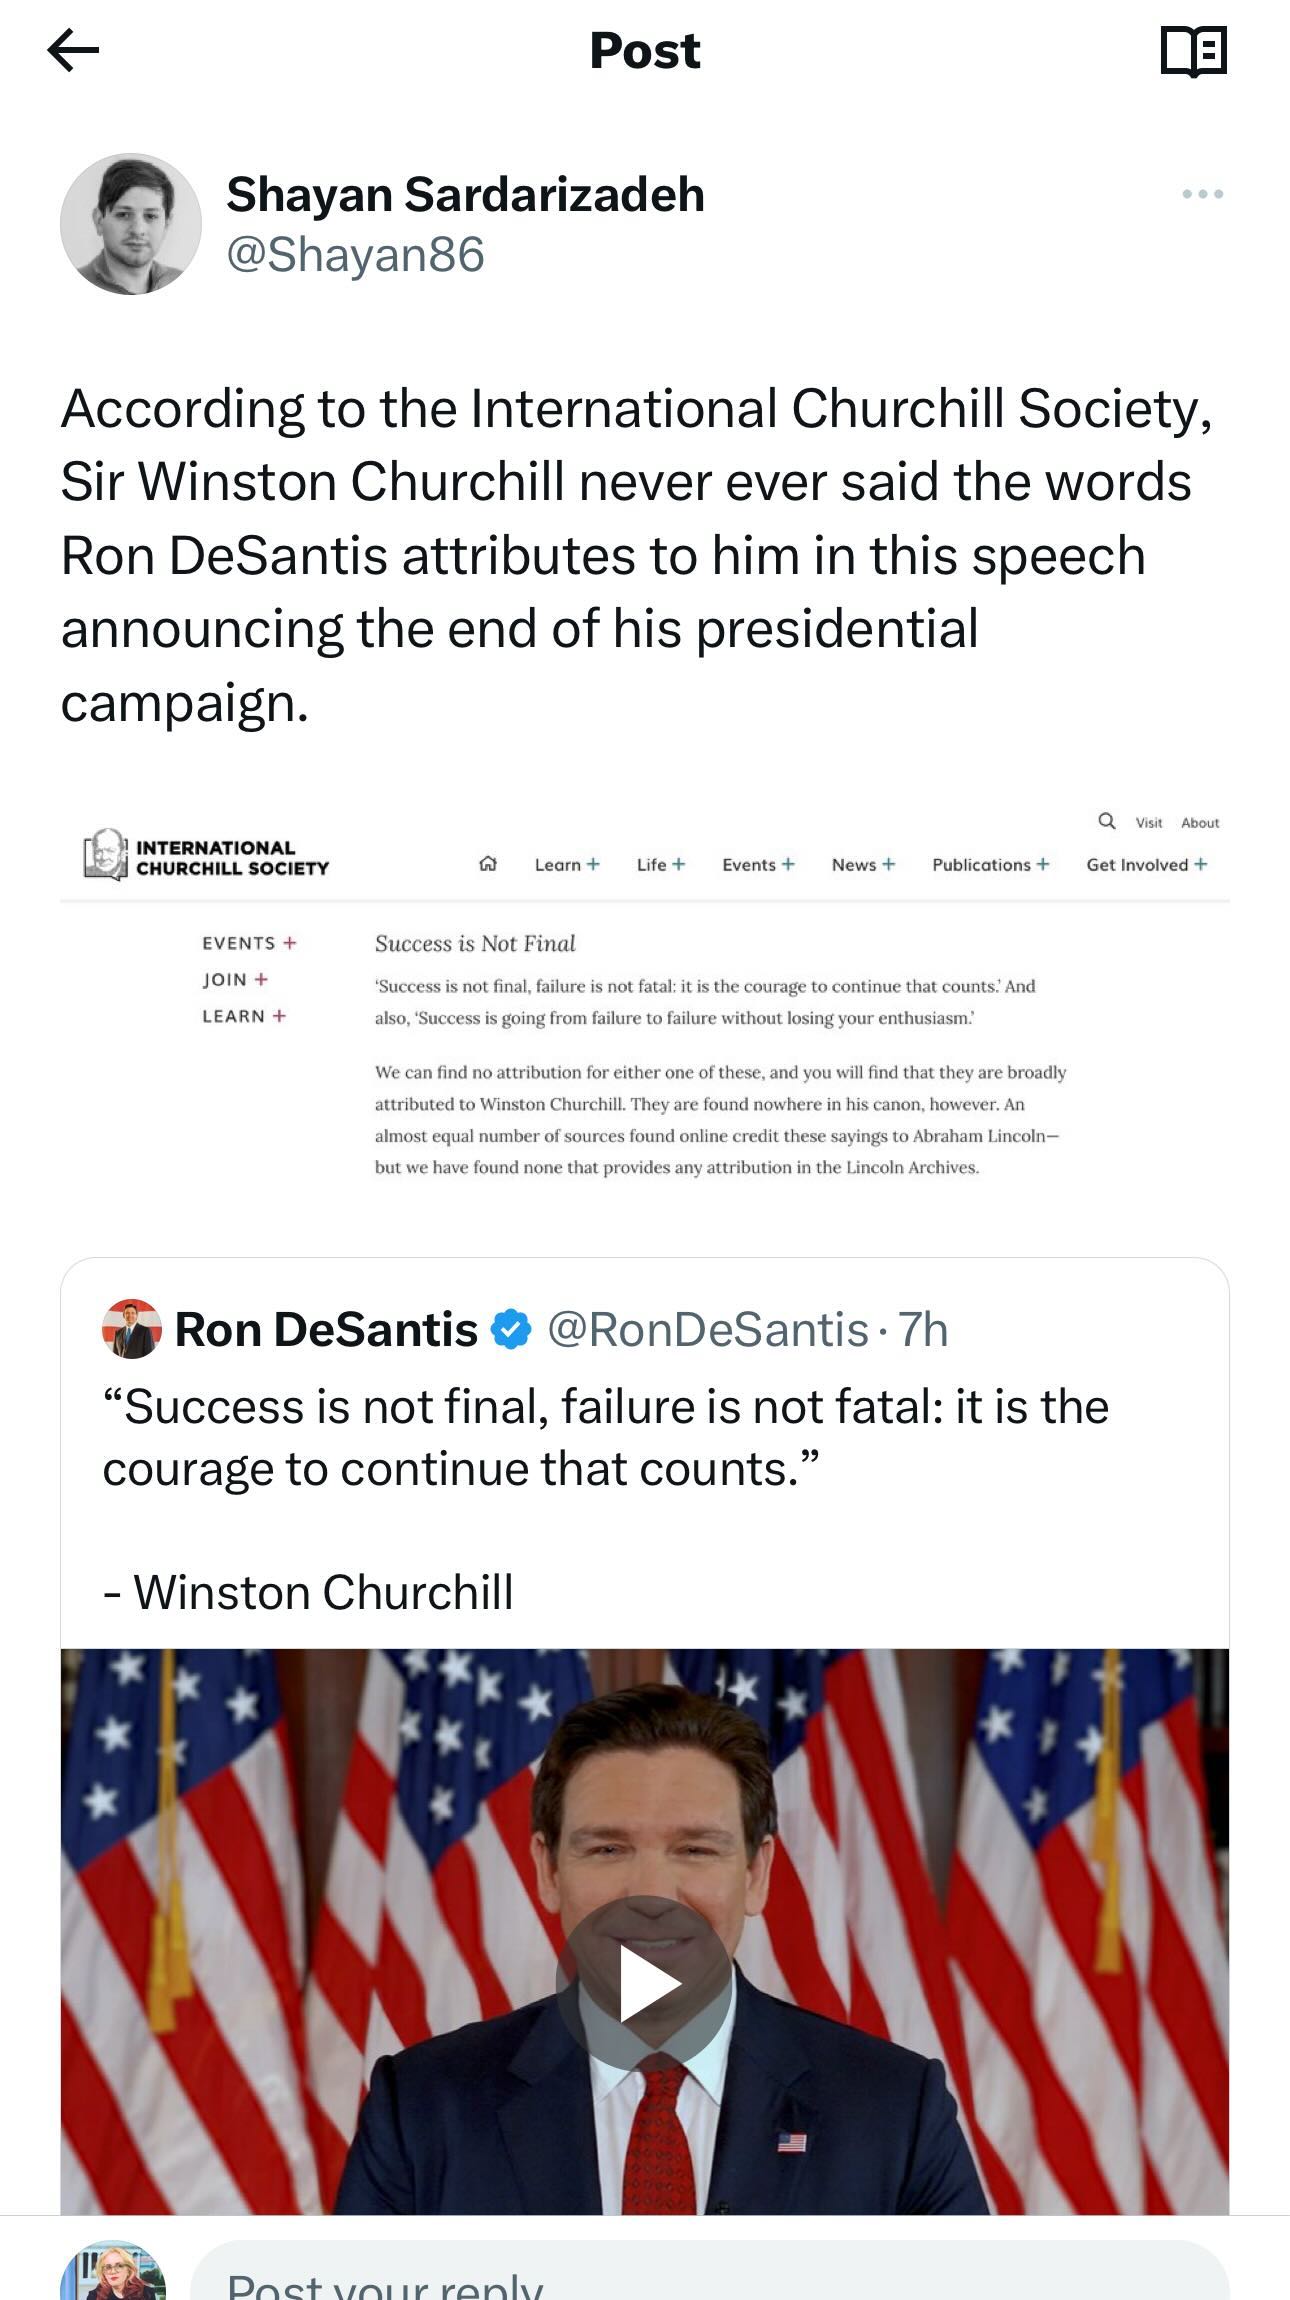 Post
Shayan Sardarizadeh
@Shayan86
According to the International Churchill Society,
Sir Winston Churchill never ever said the words
Ron DeSantis attributes to him in this speech
announcing the end of his presidential
campaign.
Visit About
INTERNATIONAL
CHURCHILL SOCIETY
Learn + Life + Events + News + Publications + Get Involved +
EVENTS +
JOIN +
LEARN +
Success is Not Final
‘Success is not final, failure is not fatal: it is the courage to continue that counts.’ And
also, ‘Success is going from failure to failure without losing your enthusiasm.’
We can find no attribution for either one of these, and you will find that they are broadly
attributed to Winston Churchill. They are found nowhere in his canon, however. An
almost equal number of sources found online credit these sayings to Abraham Lincoln—
but we have found none that provides any attribution in the Lincoln Archives.
Ron DeSantis @RonDeSantis · 7h
“Success is not final, failure is not fatal: it is the
courage to continue that counts.”
- Winston Churchill
Post your reply